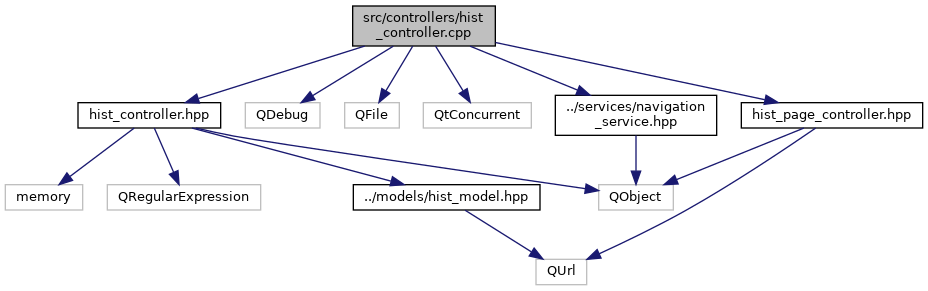 src/controllers/hist
_controller.cpp
hist_controller.hpp
QDebug
QFile
QtConcurrent
../services/navigation
_service.hpp
hist_page_controller.hpp
memory
QRegularExpression
../models/hist_model.hpp
QObject
QUrl